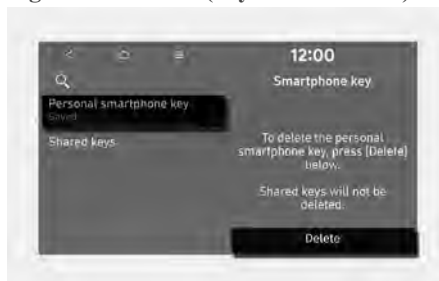 12:00
Smartphone key
Personal smartphone key
Saved
Shared keys
To delete the personal
smartphone key, press [Delete]
below.
Shared keys will not be
deleted.
Delete